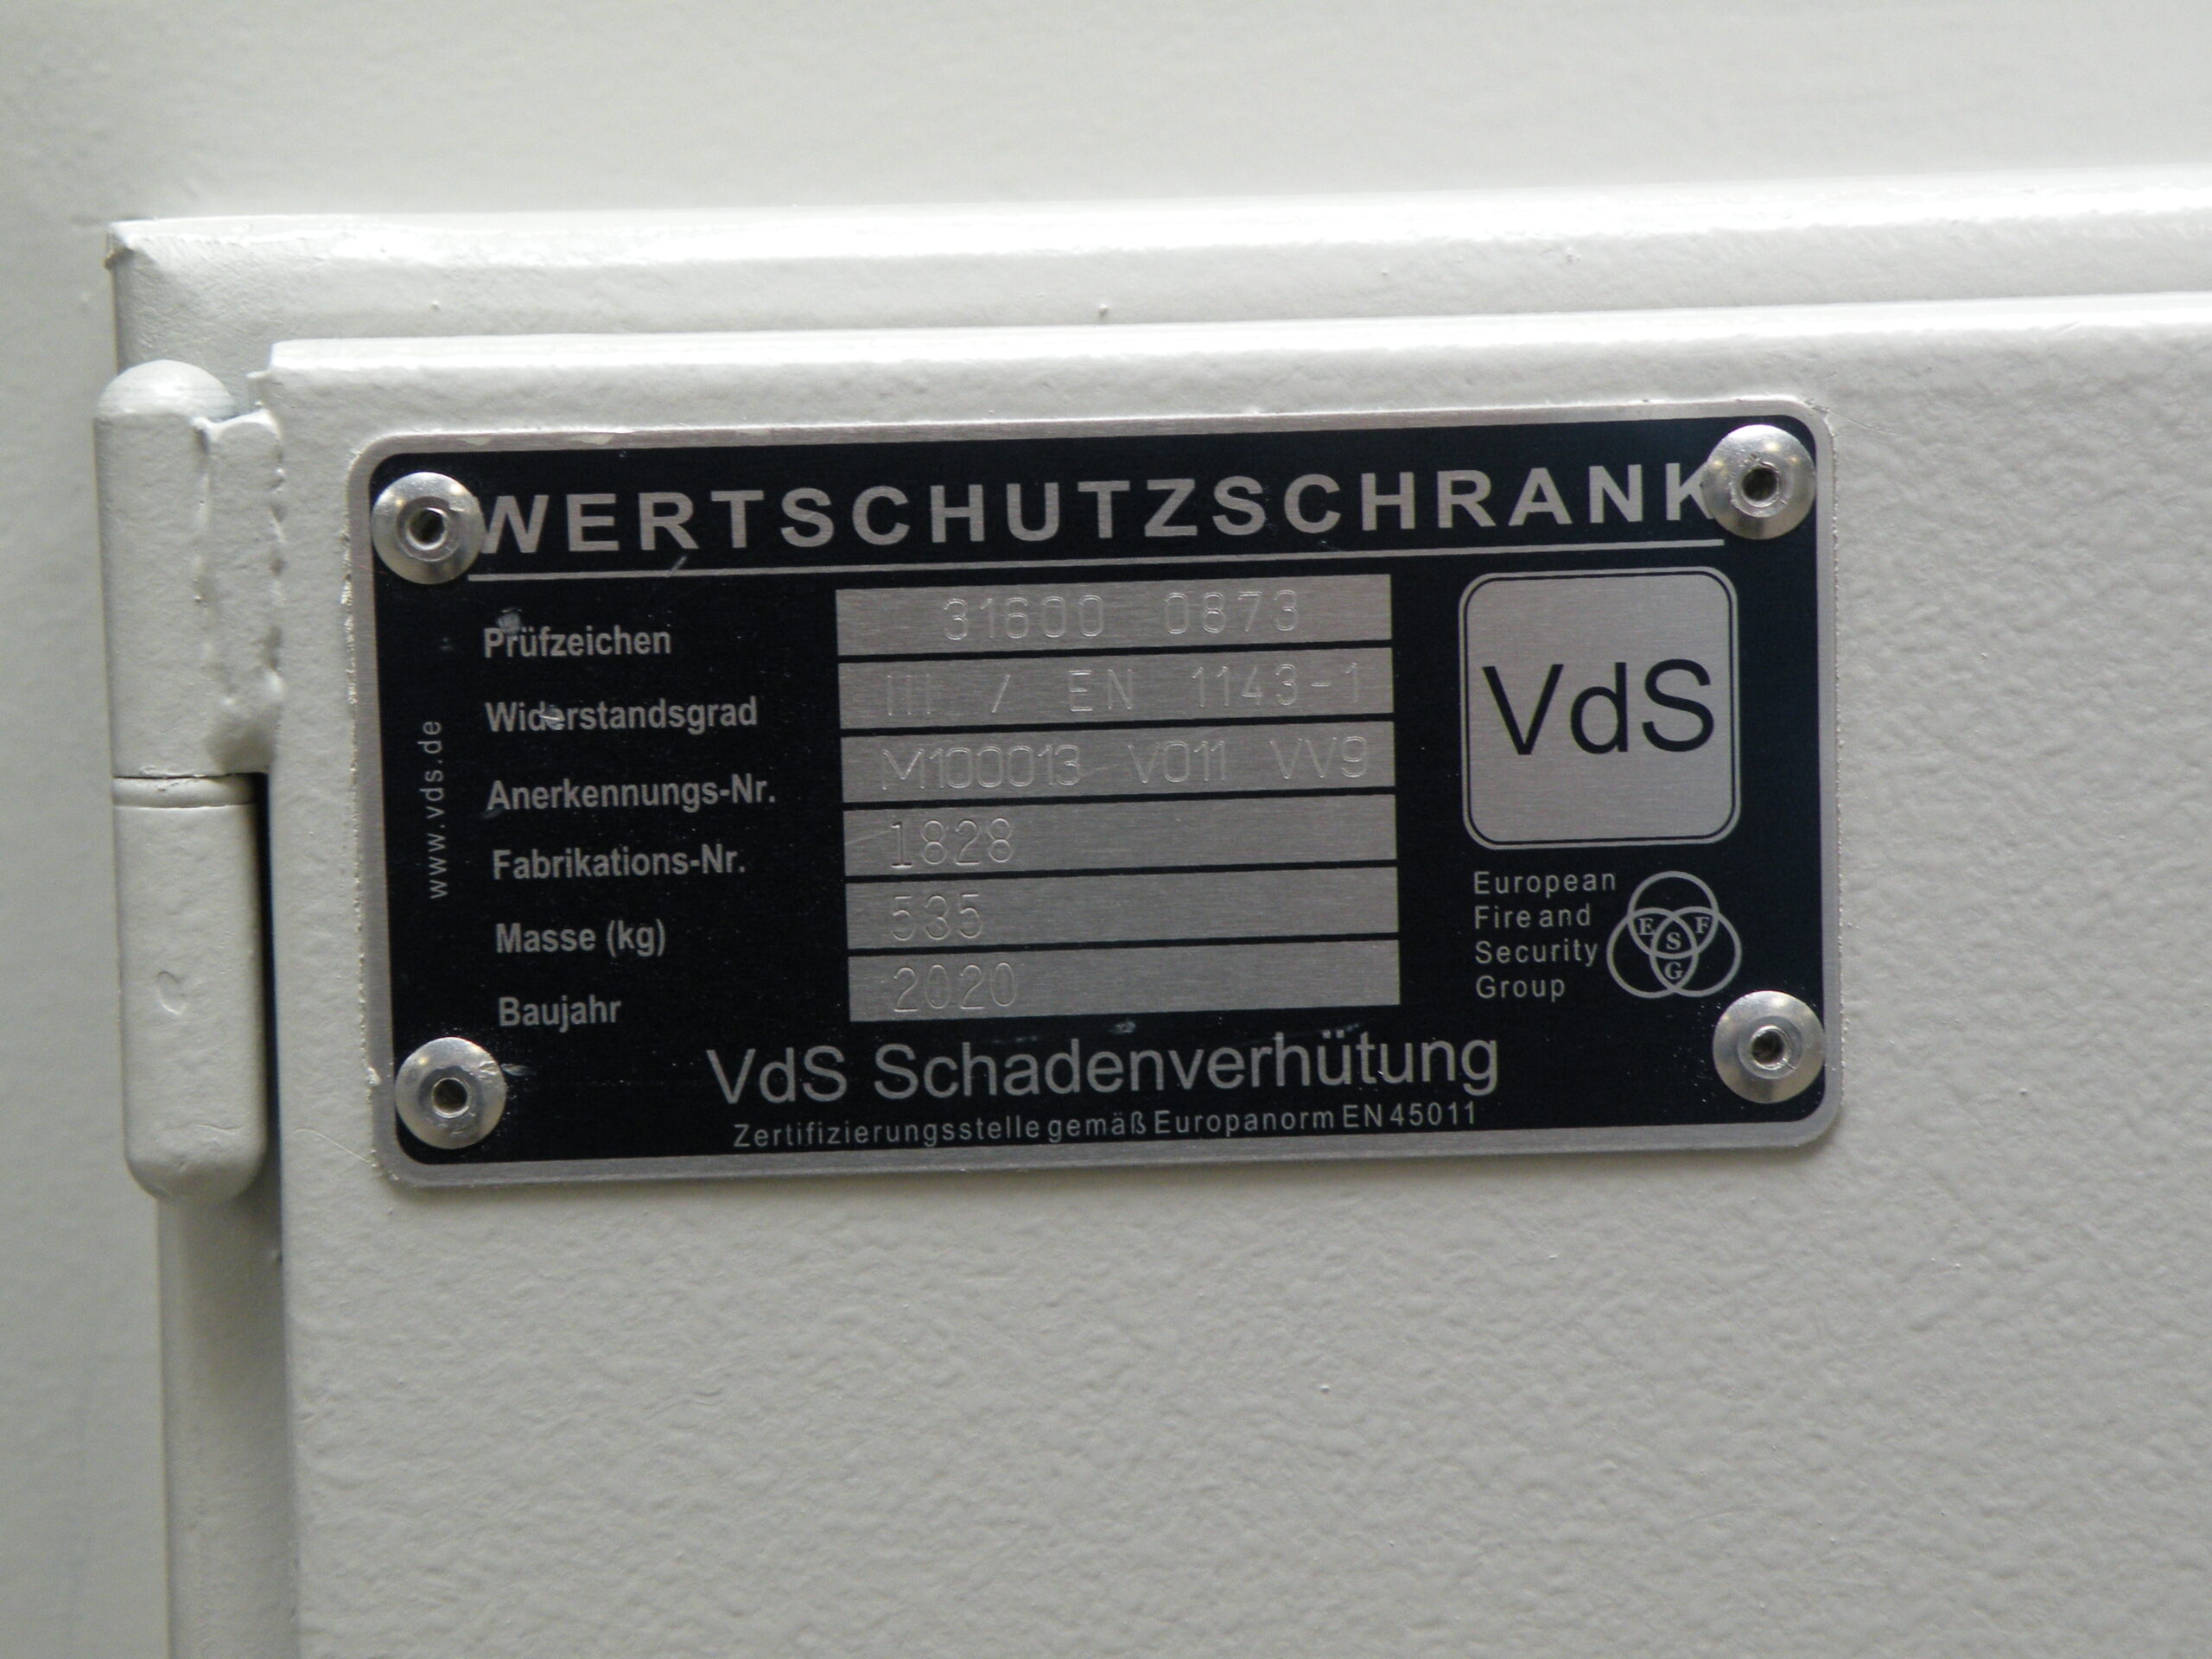 WERTSCHUTZSCHRANK
Prüfzeichen 31600 0873
Widerstandsgrad III / EN 1143-1
Anerkennungs-Nr. M100013 V011 VV9
Fabrikations-Nr. 1828
Masse (kg) 535
Baujahr 2020
www.vds.de
VdS
European
Fire and
Security
Group
E F
S
G
VdS Schadenverhütung
Zertifizierungsstelle gemäß Europanorm EN 45011